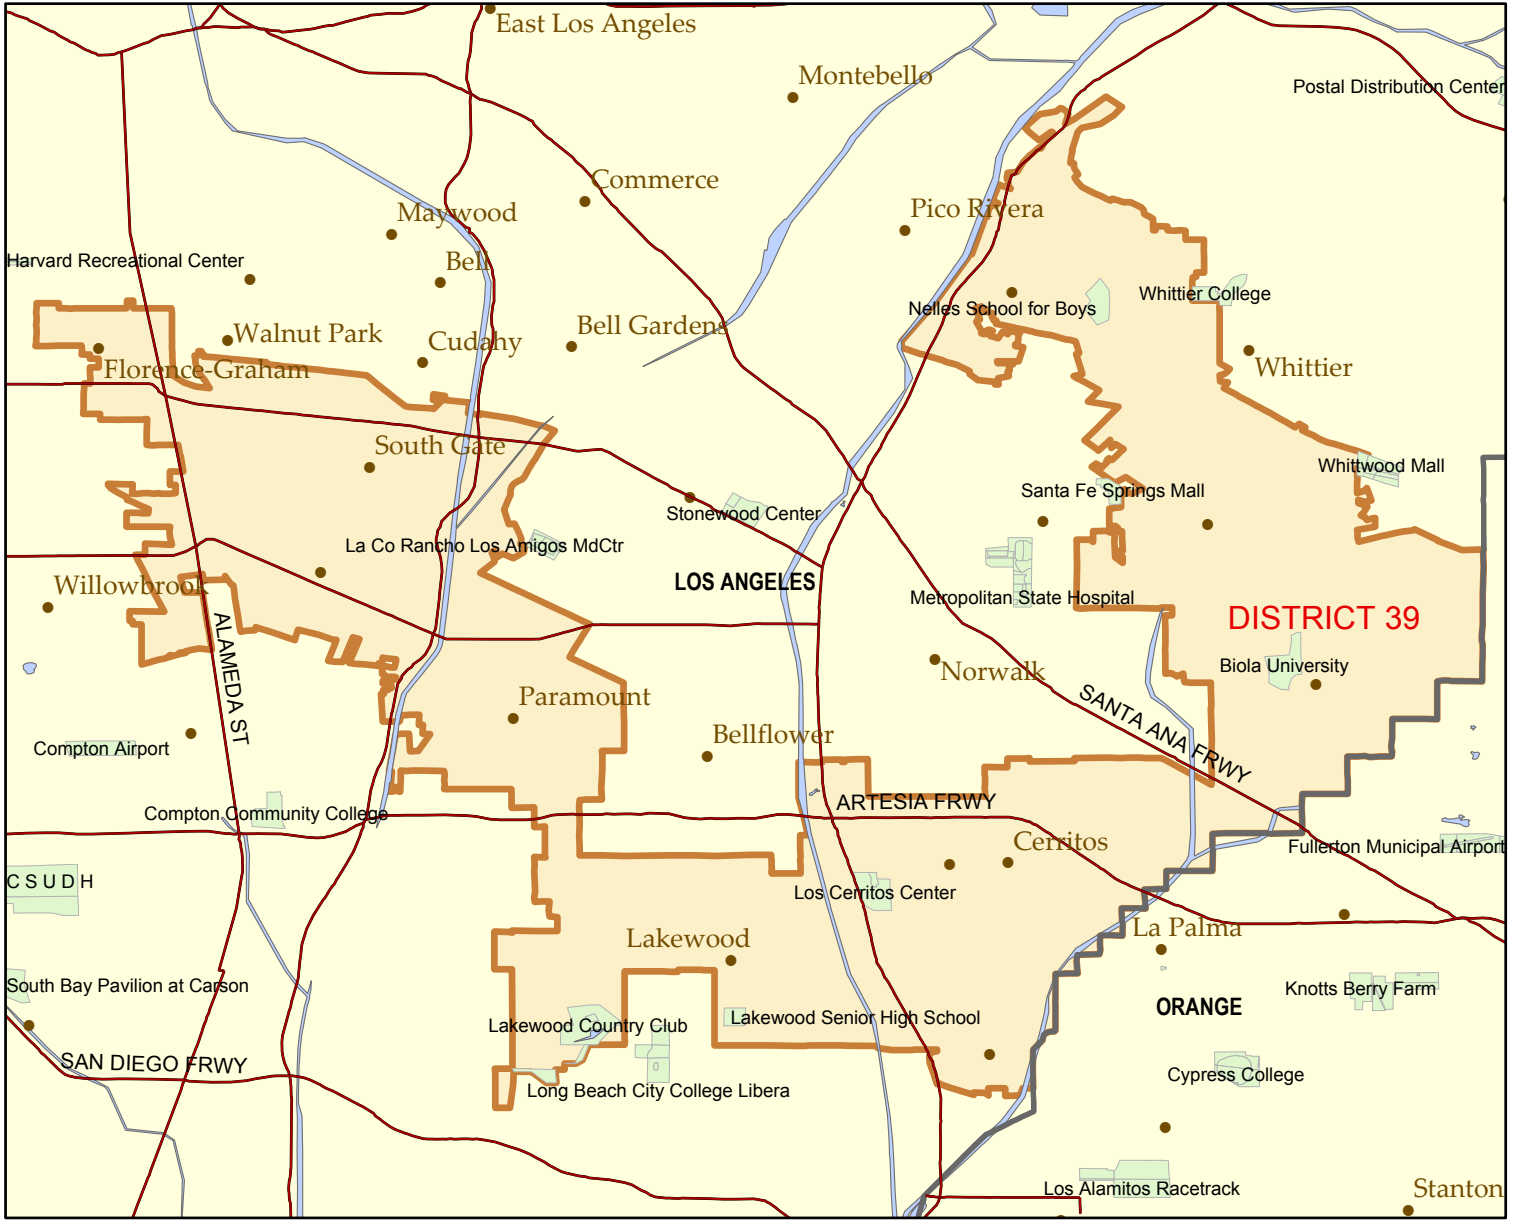 East Los Angeles
Montebello
Postal Distribution Center
Commerce
Maywood
Pico Rivera
Harvard Recreational Center
Bell
Whittier College
Nelles School for Boys
Walnut Park
Bell Gardens
Cudahy
Florence-Graham
Whittier
South Gate
Whittwood Mall
Santa Fe Springs Mall
Stonewood Center
La Co Rancho Los Amigos MdCtr
LOS ANGELES
Willowbrook
Metropolitan State Hospital
DISTRICT 39
ALAMEDA ST
Biola University
Norwalk
Paramount
SANTA ANA FRWY
Bellflower
Compton Airport
ARTESIA FRWY
Compton Community College
Cerritos
Fullerton Municipal Airport
C S U D H
Los Cerritos Center
La Palma
Lakewood
South Bay Pavilion at Carson
Knotts Berry Farm
ORANGE
Lakewood Country Club
Lakewood Senior High School
SAN DIEGO FRWY
Cypress College
Long Beach City College Libera
Los Alamitos Racetrack
Stanton